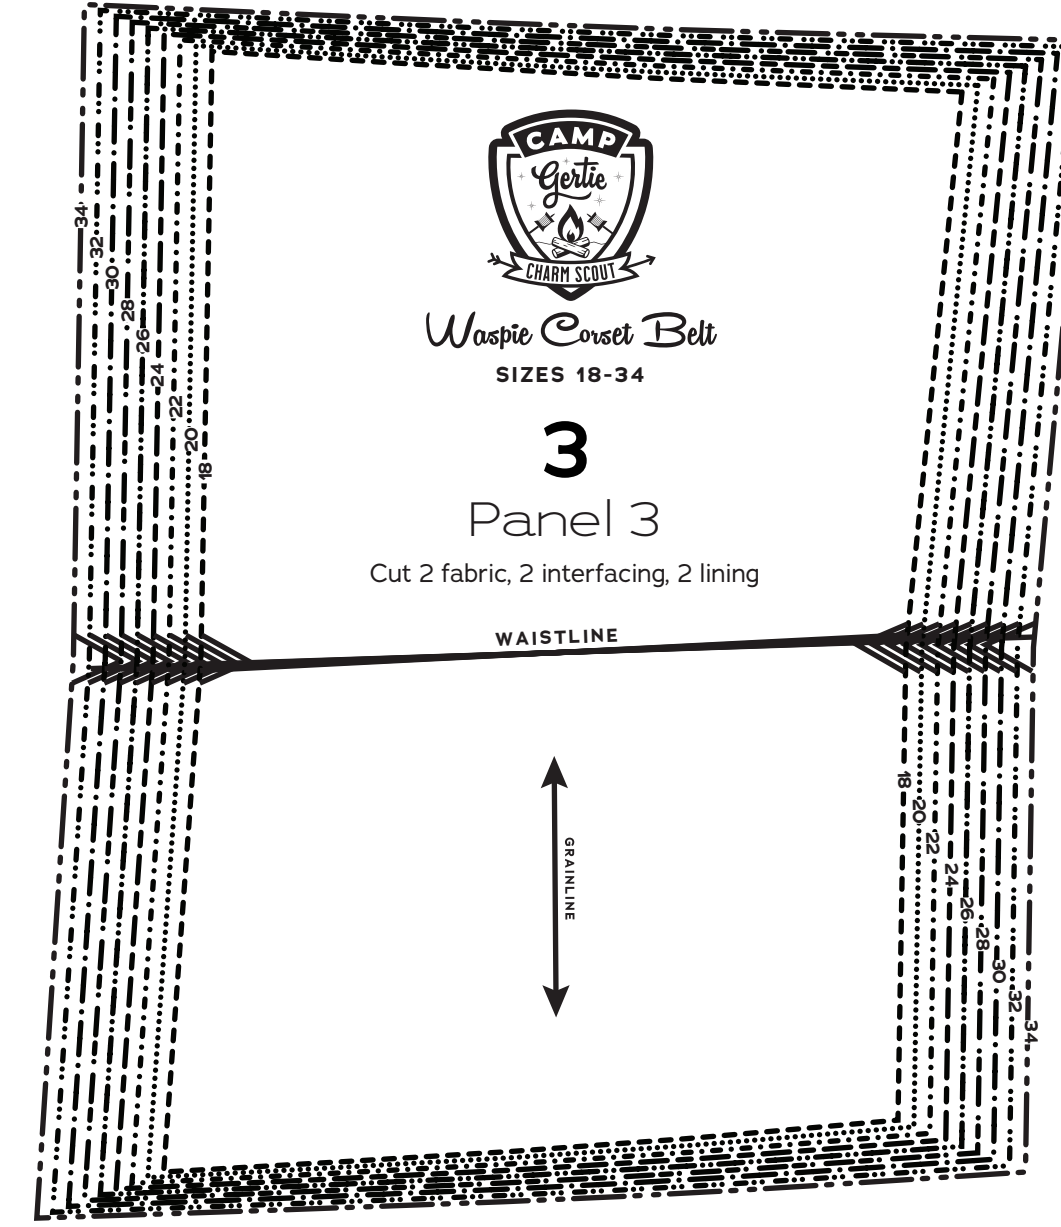 CAMP
Gertie
CHARM SCOUT
Waspie Corset Belt
SIZES 18-34
3
Panel 3
Cut 2 fabric, 2 interfacing, 2 lining
WAISTLINE
GRAINLINE
34
32
30
28
26
24
22
20
18
18
20
22
24
26
28
30
32
34